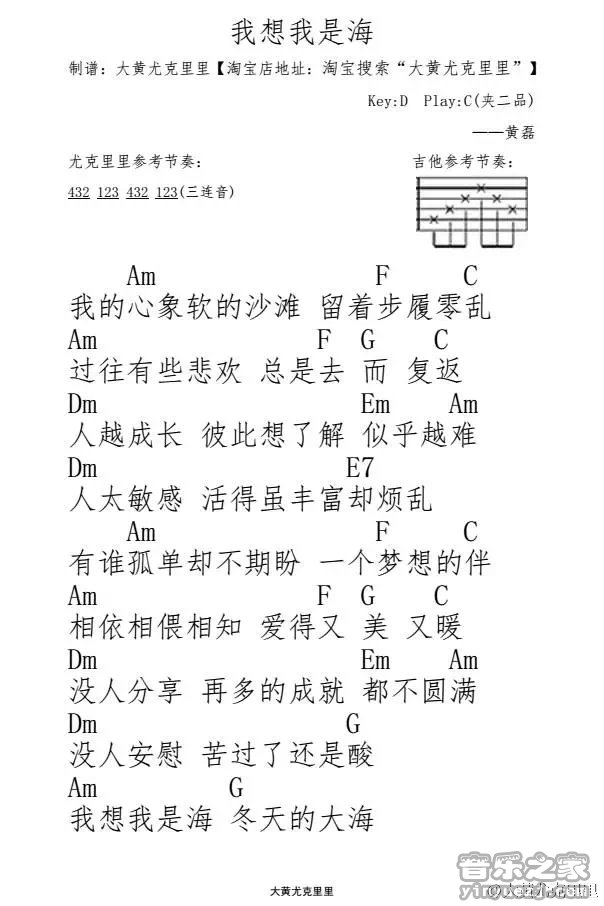 我想我是海
制谱：大黄尤克里里【淘宝店地址：淘宝搜索“大黄尤克里里”】
Key:D Play:C(夹二品)
——黄磊
尤克里里参考节奏： 吉他参考节奏：
432 123 432 123(三连音)
Am F C
我的心象软的沙滩 留着步履零乱
Am F G C
过往有些悲欢 总是去 而 复返
Dm Em Am
人越成长 彼此想了解 似乎越难
Dm E7
人太敏感 活得虽丰富却烦乱
Am F C
有谁孤单却不期盼 一个梦想的伴
Am F G C
相依相偎相知 爱得又 美 又暖
Dm Em Am
没人分享 再多的成就 都不圆满
Dm G
没人安慰 苦过了还是酸
Am G
我想我是海 冬天的大海
大黄尤克里里
音乐之家